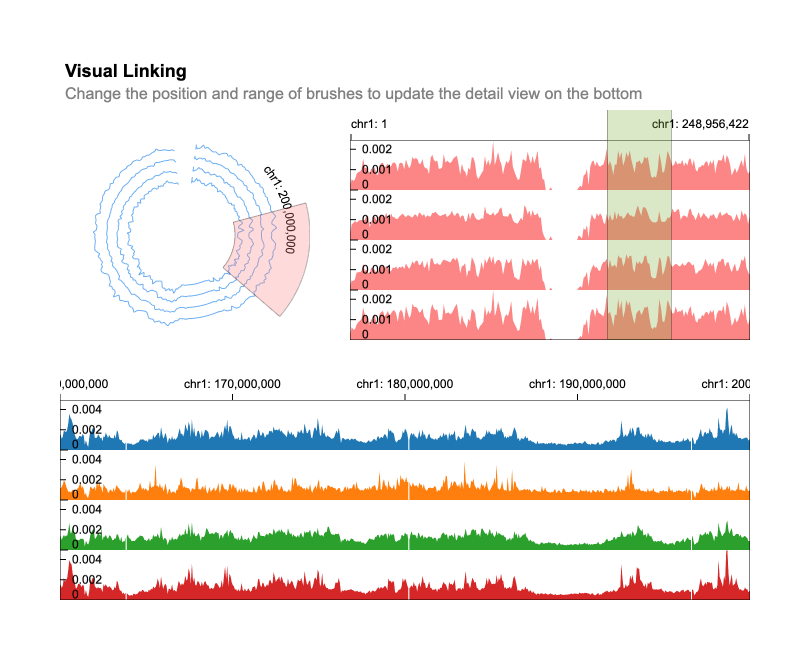 Visual Linking
Change the position and range of brushes to update the detail view on the bottom
chr1: 200,000,000
chr1: 1
chr1: 248,956,422
0.002
0.001
0
0.002
0.001
0
0.002
0.001
0
0.002
0.001
0
0,000,000
chr1: 170,000,000
chr1: 180,000,000
chr1: 190,000,000
chr1: 200
0.004
0.002
0
0.004
0.002
0
0.004
0.002
0
0.004
0.002
0